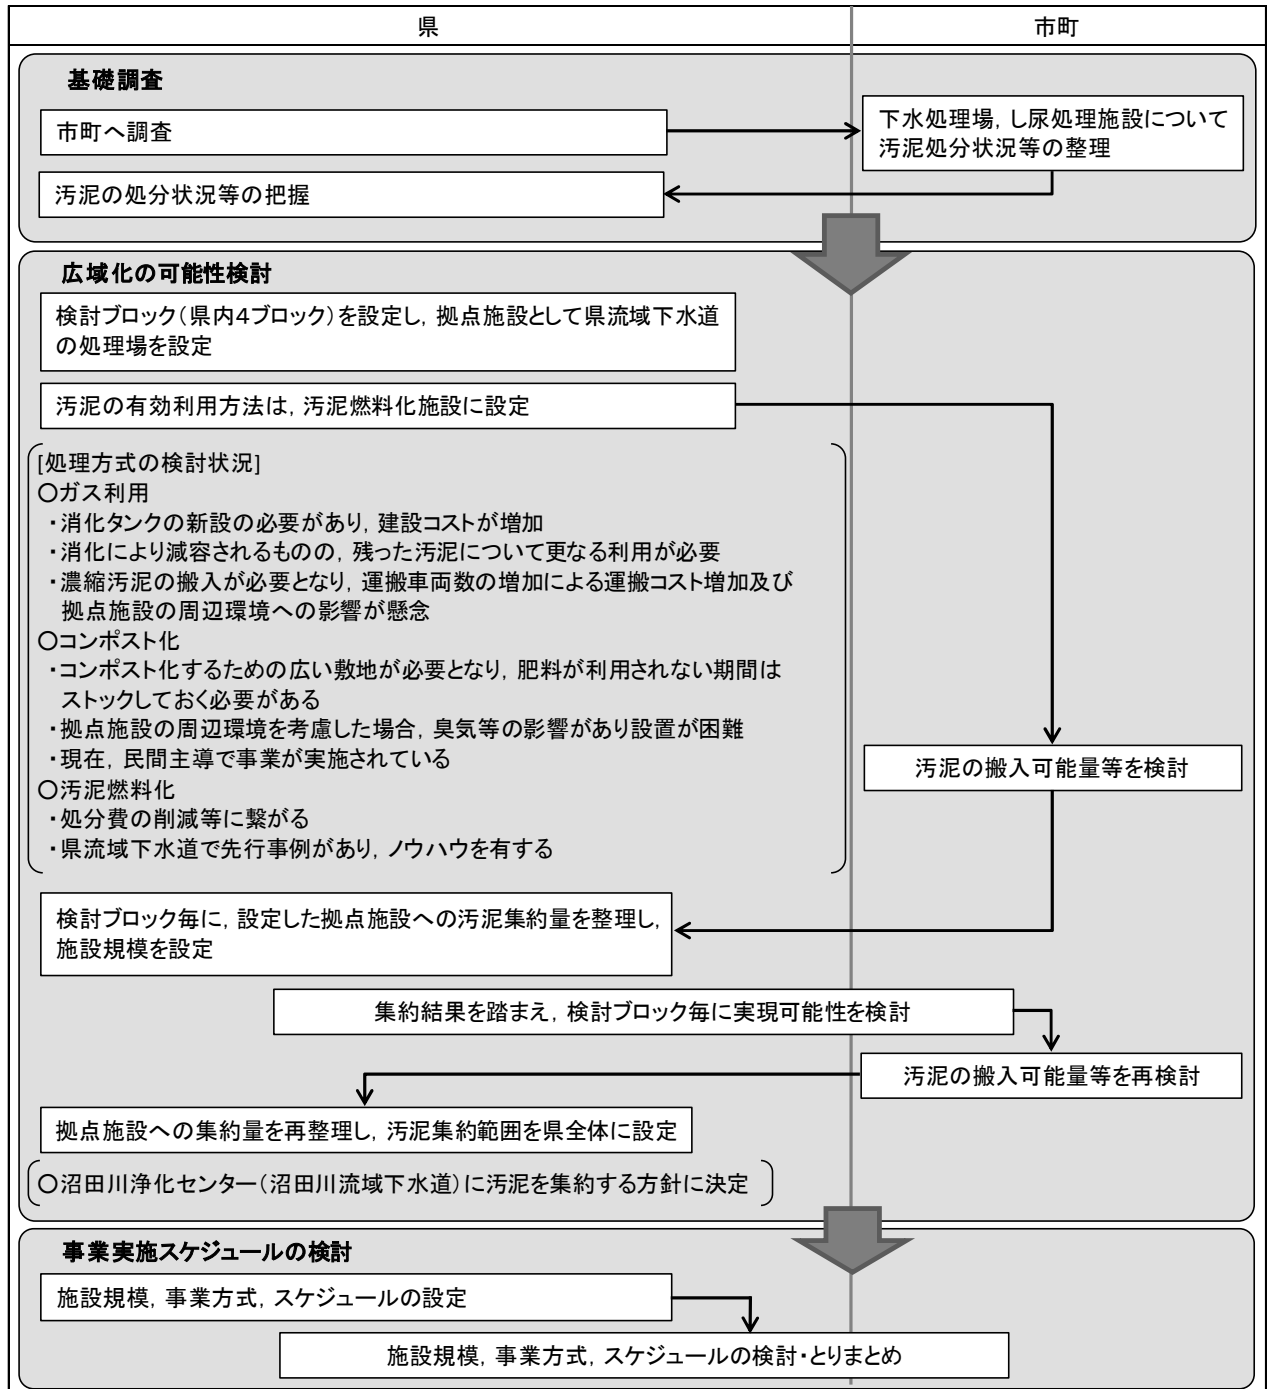 県
市町
基礎調査
市町へ調査
下水処理場，し尿処理施設について
汚泥処分状況等の整理
汚泥の処分状況等の把握
広域化の可能性検討
検討ブロック（県内４ブロック）を設定し，拠点施設として県流域下水道
の処理場を設定
汚泥の有効利用方法は，汚泥燃料化施設に設定
[処理方式の検討状況]
○ガス利用
・消化タンクの新設の必要があり，建設コストが増加
・消化により減容されるものの，残った汚泥について更なる利用が必要
・濃縮汚泥の搬入が必要となり，運搬車両数の増加による運搬コスト増加及び
拠点施設の周辺環境への影響が懸念
○コンポスト化
・コンポスト化するための広い敷地が必要となり，肥料が利用されない期間は
ストックしておく必要がある
・拠点施設の周辺環境を考慮した場合，臭気等の影響があり設置が困難
・現在，民間主導で事業が実施されている
○汚泥燃料化
・処分費の削減等に繋がる
・県流域下水道で先行事例があり，ノウハウを有する
汚泥の搬入可能量等を検討
検討ブロック毎に，設定した拠点施設への汚泥集約量を整理し，
施設規模を設定
集約結果を踏まえ，検討ブロック毎に実現可能性を検討
汚泥の搬入可能量等を再検討
拠点施設への集約量を再整理し，汚泥集約範囲を県全体に設定
○沼田川浄化センター（沼田川流域下水道）に汚泥を集約する方針に決定
事業実施スケジュールの検討
施設規模，事業方式，スケジュールの設定
施設規模，事業方式，スケジュールの検討・とりまとめ